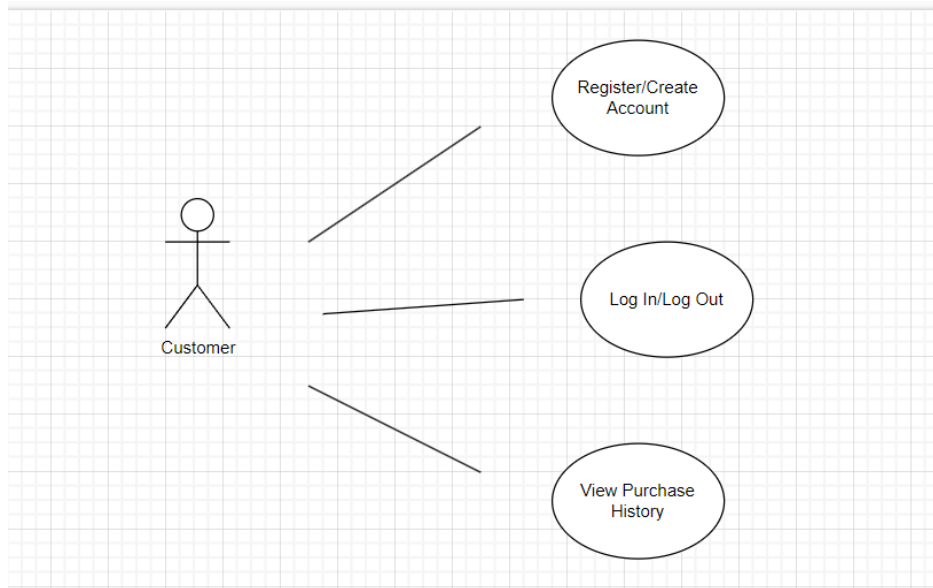 Register/Create
Account
Log In/Log Out
Customer
View Purchase
History